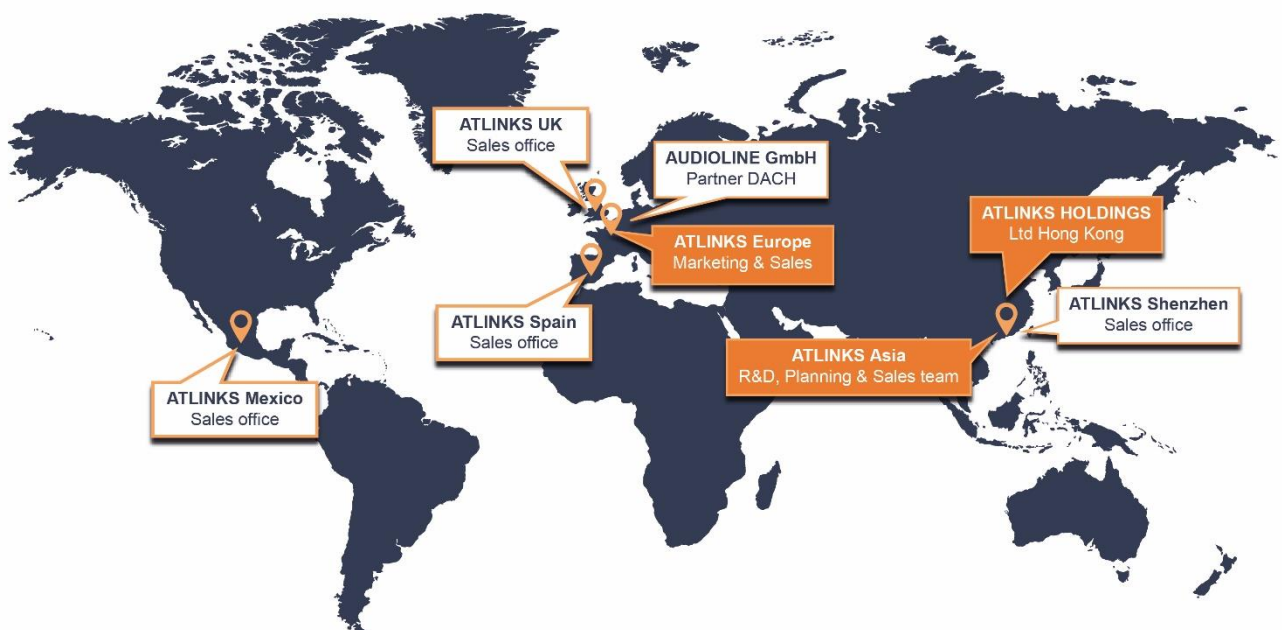 ATLINKS UK
Sales office
AUDIOLINE GmbH
Partner DACH
ATLINKS HOLDINGS
Ltd Hong Kong
ATLINKS Europe
Marketing & Sales
ATLINKS Spain
Sales office
ATLINKS Shenzhen
Sales office
ATLINKS Asia
R&D, Planning & Sales team
ATLINKS Mexico
Sales office